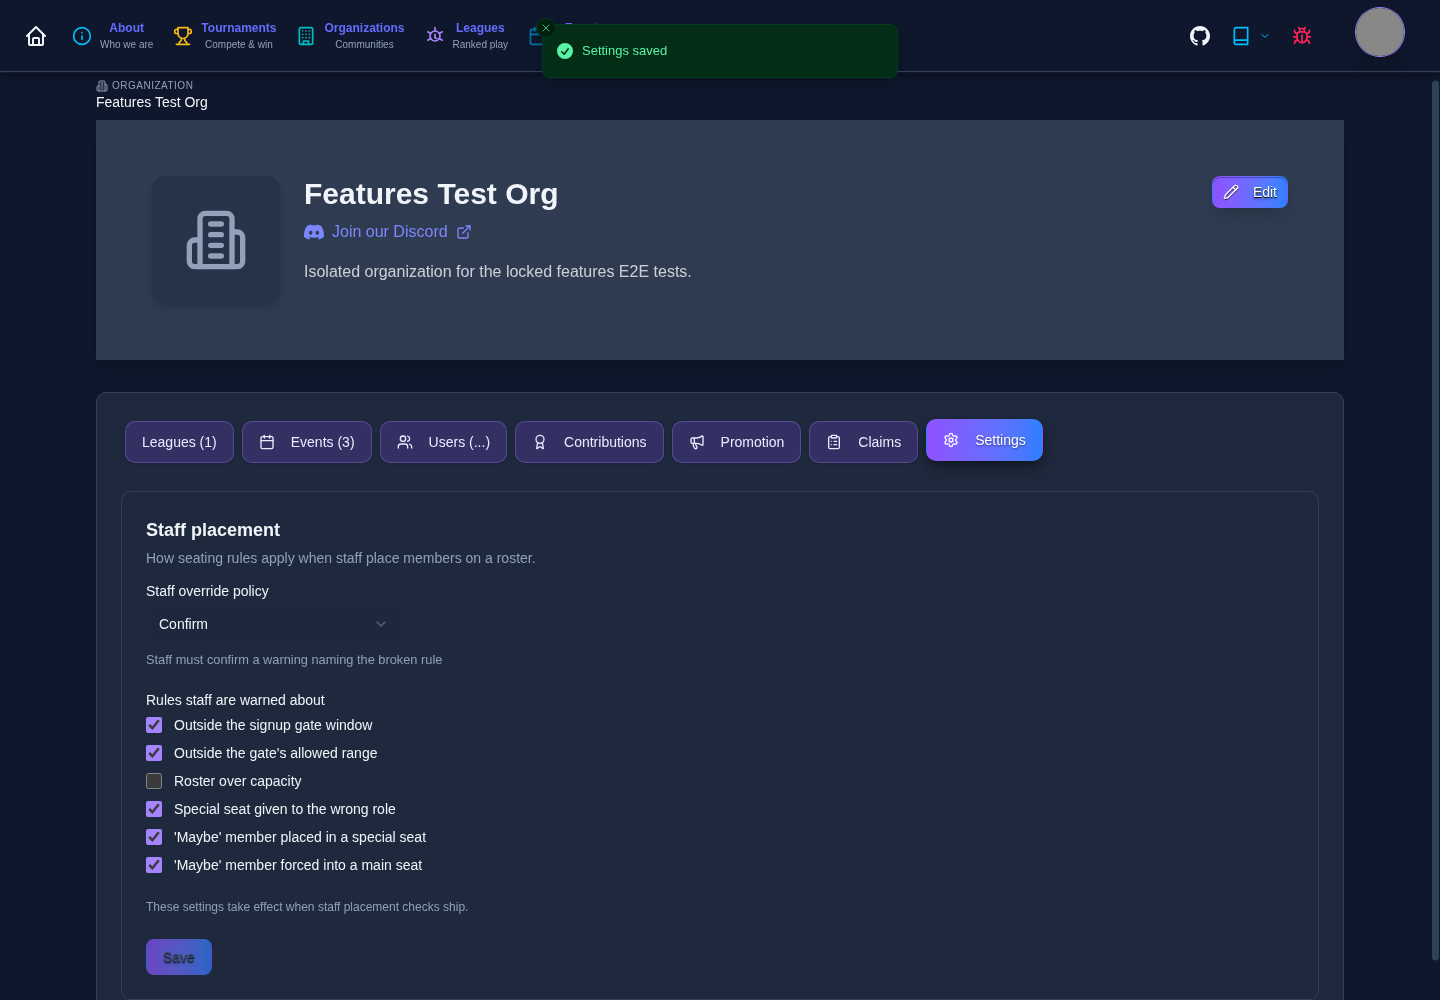 About
Who we are
Tournaments
Compete & win
Organizations
Communities
Leagues
Ranked play
Settings saved
ORGANIZATION
Features Test Org
Features Test Org
Edit
Join our Discord
Isolated organization for the locked features E2E tests.
Leagues (1)
Events (3)
Users (...)
Contributions
Promotion
Claims
Settings
Staff placement
How seating rules apply when staff place members on a roster.
Staff override policy
Confirm
Staff must confirm a warning naming the broken rule
Rules staff are warned about
Outside the signup gate window
Outside the gate's allowed range
Roster over capacity
Special seat given to the wrong role
'Maybe' member placed in a special seat
'Maybe' member forced into a main seat
These settings take effect when staff placement checks ship.
Save